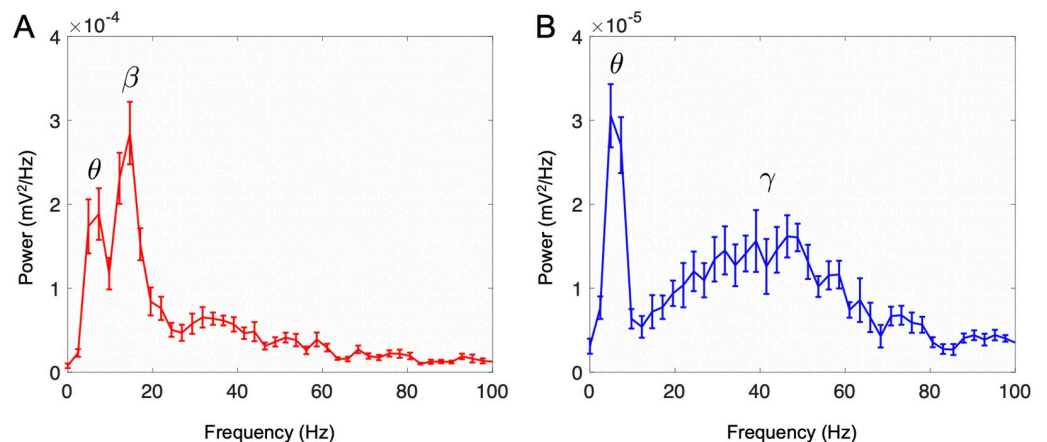 A
×10⁻⁴
4
3
2
1
0
β
θ
Power (mV²/Hz)
0 20 40 60 80 100
Frequency (Hz)
B
×10⁻⁵
4
3
2
1
0
θ
γ
Power (mV²/Hz)
0 20 40 60 80 100
Frequency (Hz)